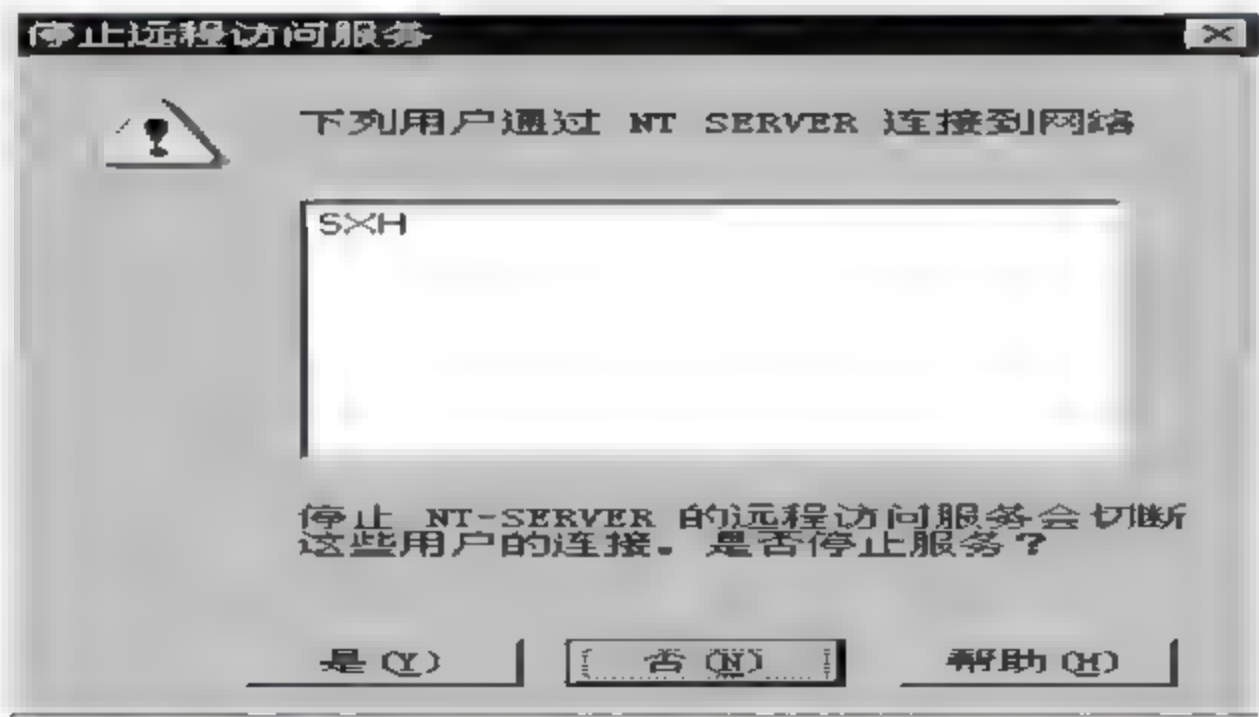 停止远程访问服务
下列用户通过 NT SERVER 连接到网络
SXH
停止 NT-SERVER 的远程访问服务会切断
这些用户的连接。是否停止服务？
是(Y)
否(N)
帮助(H)